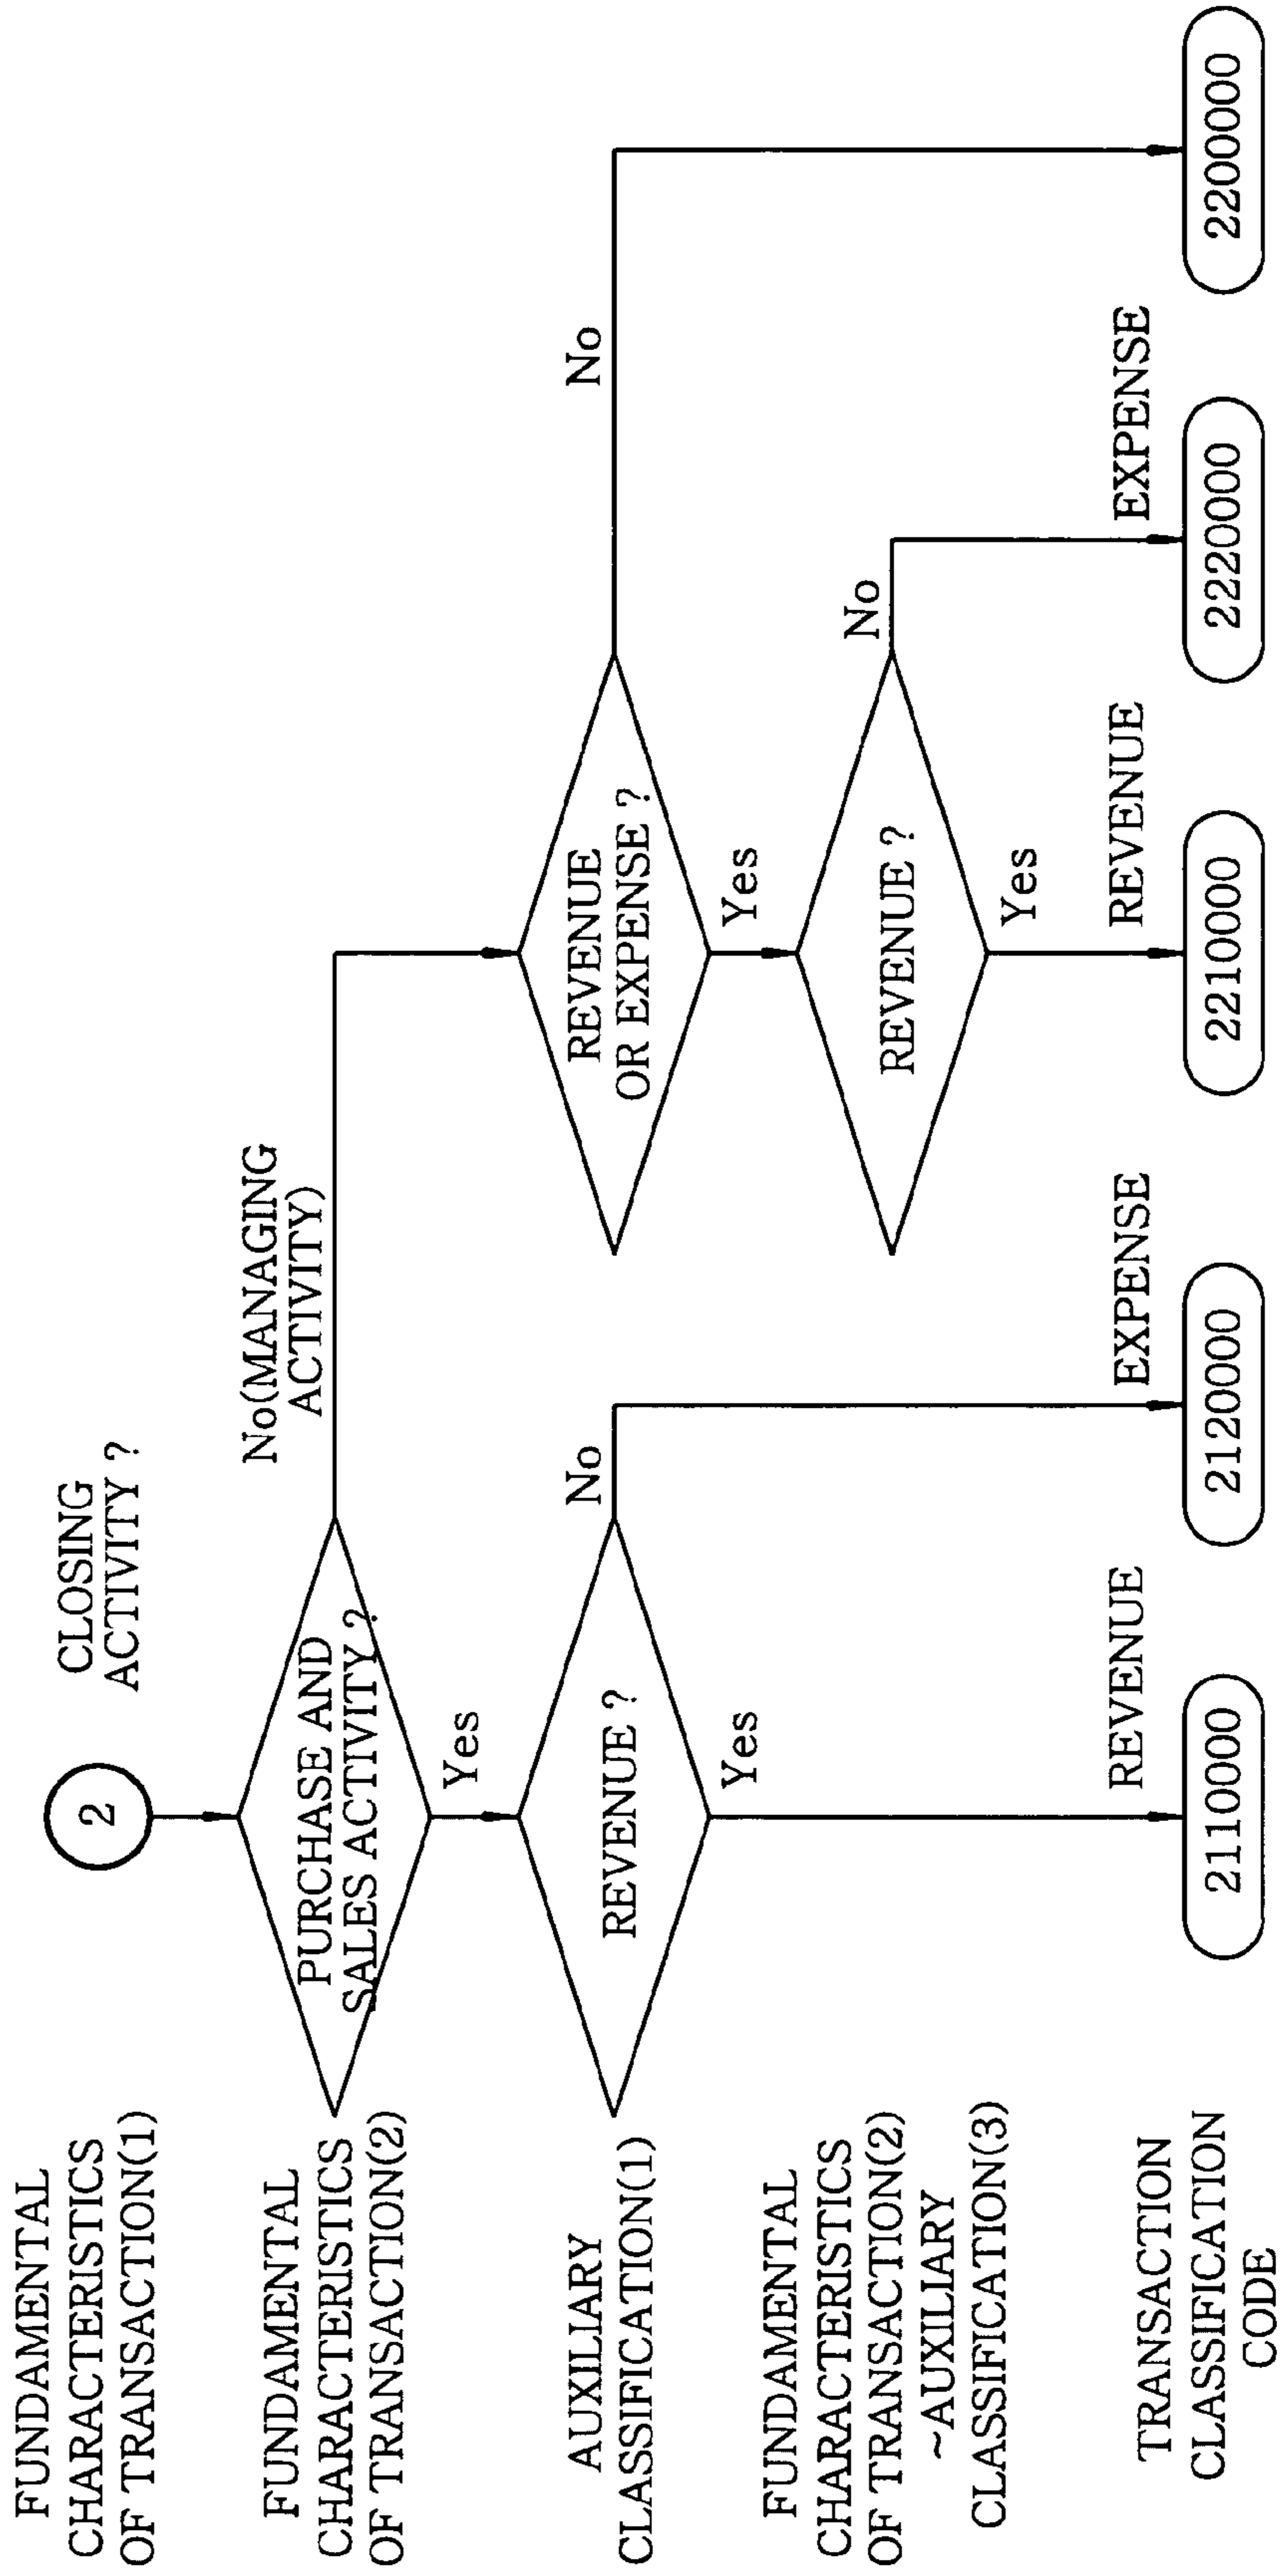 FUNDAMENTAL
CHARACTERISTICS
OF TRANSACTION(1)
2
CLOSING
ACTIVITY ?
FUNDAMENTAL
CHARACTERISTICS
OF TRANSACTION(2)
PURCHASE AND
SALES ACTIVITY ?
No(MANAGING
ACTIVITY)
Yes
AUXILIARY
CLASSIFICATION(1)
REVENUE ?
No
REVENUE
OR EXPENSE ?
No
Yes
Yes
FUNDAMENTAL
CHARACTERISTICS
OF TRANSACTION(2)
~AUXILIARY
CLASSIFICATION(3)
REVENUE ?
No
Yes
REVENUE
EXPENSE
REVENUE
EXPENSE
TRANSACTION
CLASSIFICATION
CODE
2110000
2120000
2210000
2220000
2200000